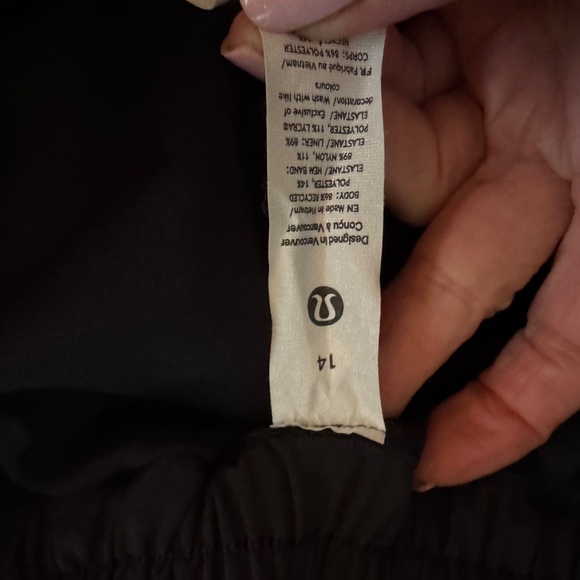 14
Designed in Vancouver
Conçu à Vancouver
EN Made in Vietnam/
BODY: 86% RECYCLED
POLYESTER, 14%
ELASTANE/ HEM BAND:
89% NYLON, 11%
ELASTANE/ LINER: 89%
POLYESTER, 11% LYCRA®
ELASTANE/ Exclusive of
decoration/ Wash with like
colours
FR Fabriqué au Vietnam/
CORPS: 86% POLYESTER